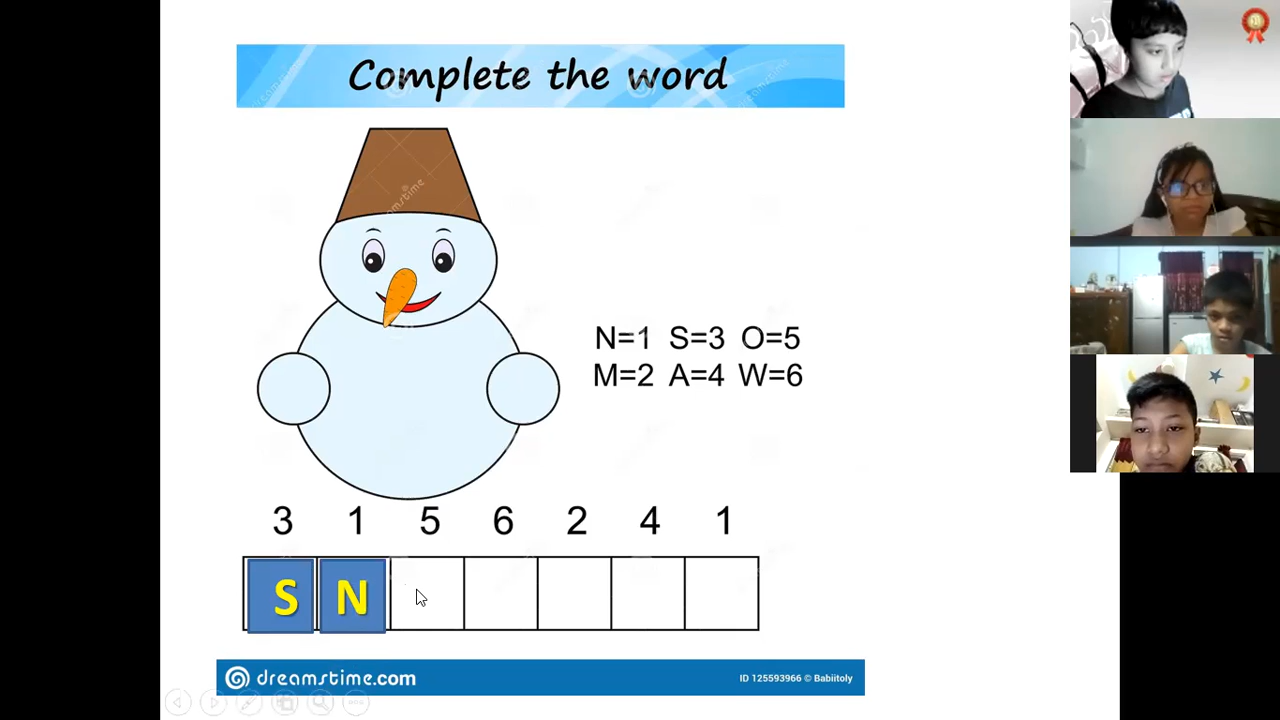 Complete the word
N=1 S=3 O=5
M=2 A=4 W=6
3 1 5 6 2 4 1
S N
dreamstime.com
ID 125593966 © Babiitoly